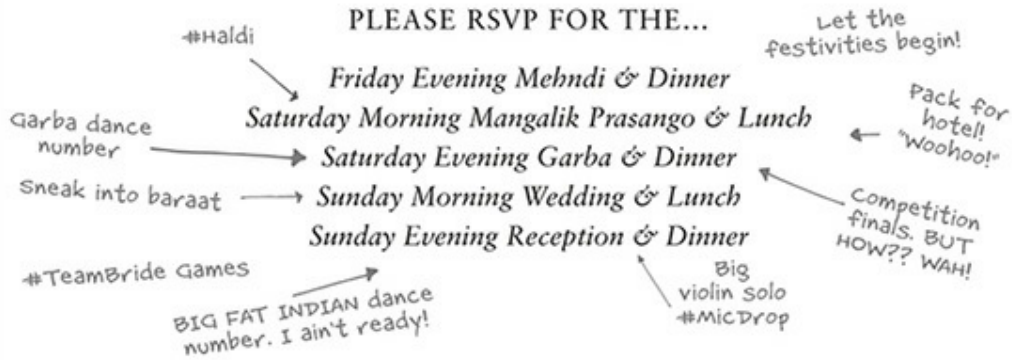 PLEASE RSVP FOR THE...
#Haldi
Let the
festivities begin!
Friday Evening Mehndi & Dinner
Saturday Morning Mangalik Prasango & Lunch
Pack for
hotel!
"Woohoo!"
Garba dance
number
Saturday Evening Garba & Dinner
Sneak into baraat
Sunday Morning Wedding & Lunch
Competition
finals. BUT
HOW?? WAH!
Sunday Evening Reception & Dinner
#TeamBride Games
BIG FAT INDIAN dance
number. I ain't ready!
Big
violin solo
#MicDrop